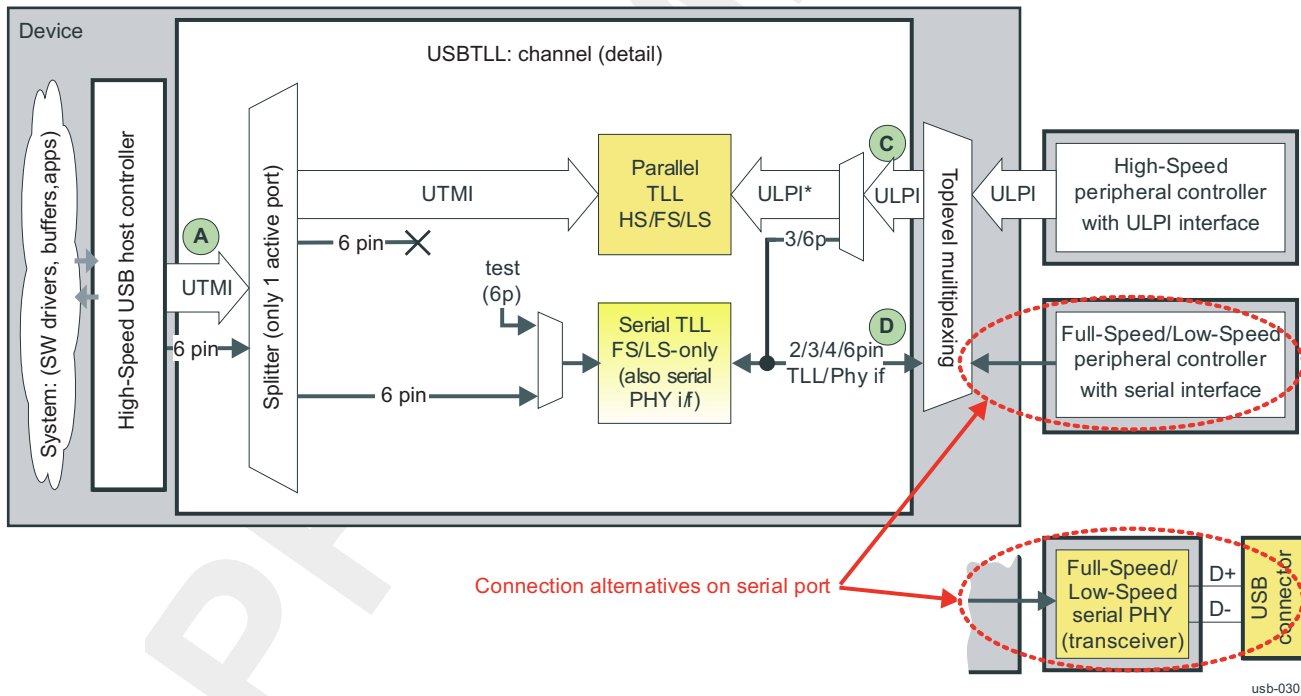 Device
USBTLL: channel (detail)
System: (SW drivers, buffers,apps)
High-Speed USB host controller
A
UTMI
6 pin
Splitter (only 1 active port)
UTMI
6 pin
test
(6p)
6 pin
Parallel
TLL
HS/FS/LS
Serial TLL
FS/LS-only
(also serial
PHY i/f)
ULPI*
C
ULPI
3/6p
D
2/3/4/6pin
TLL/Phy if
Toplevel multiplexing
ULPI
High-Speed
peripheral controller
with ULPI interface
Full-Speed/Low-Speed
peripheral controller
with serial interface
Connection alternatives on serial port
Full-Speed/
Low-Speed
serial PHY
(transceiver)
D+
D-
USB
connector
usb-030